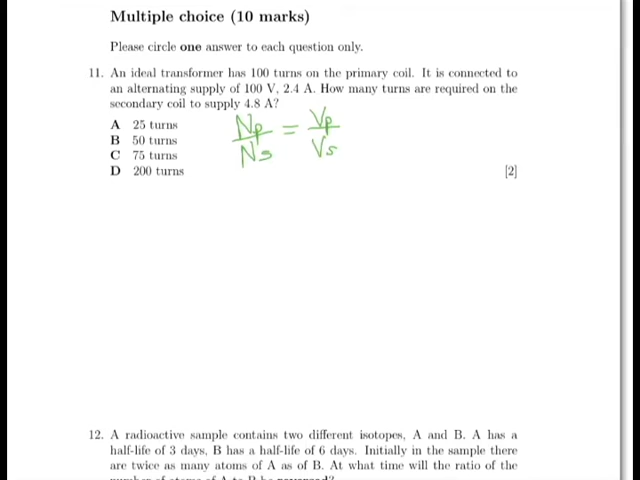 Multiple choice (10 marks)
Please circle one answer to each question only.
11. An ideal transformer has 100 turns on the primary coil. It is connected to
an alternating supply of 100 V, 2.4 A. How many turns are required on the
secondary coil to supply 4.8 A?
A 25 turns
B 50 turns
C 75 turns
D 200 turns
[2]
Np/Ns = Vp/Vs
12. A radioactive sample contains two different isotopes, A and B. A has a
half-life of 3 days, B has a half-life of 6 days. Initially in the sample there
are twice as many atoms of A as of B. At what time will the ratio of the